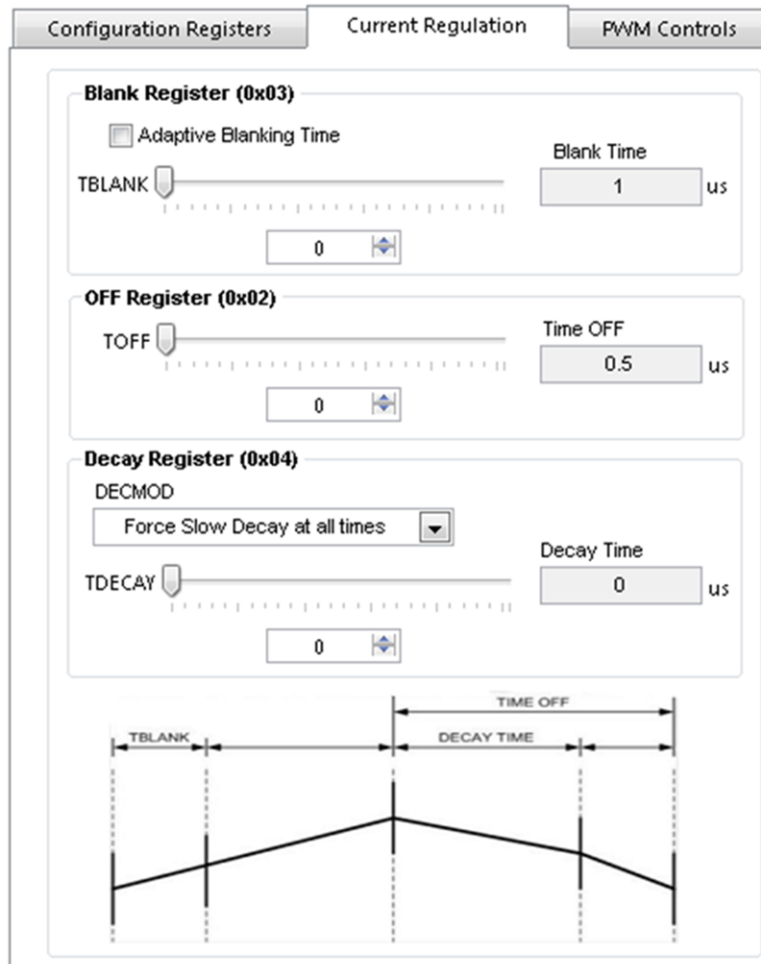 Configuration Registers
Current Regulation
PWM Controls
Blank Register (0x03)
Adaptive Blanking Time
Blank Time
TBLANK
1 us
0
OFF Register (0x02)
Time OFF
TOFF
0.5 us
0
Decay Register (0x04)
DECMOD
Force Slow Decay at all times
Decay Time
TDECAY
0 us
0
TIME OFF
TBLANK
DECAY TIME